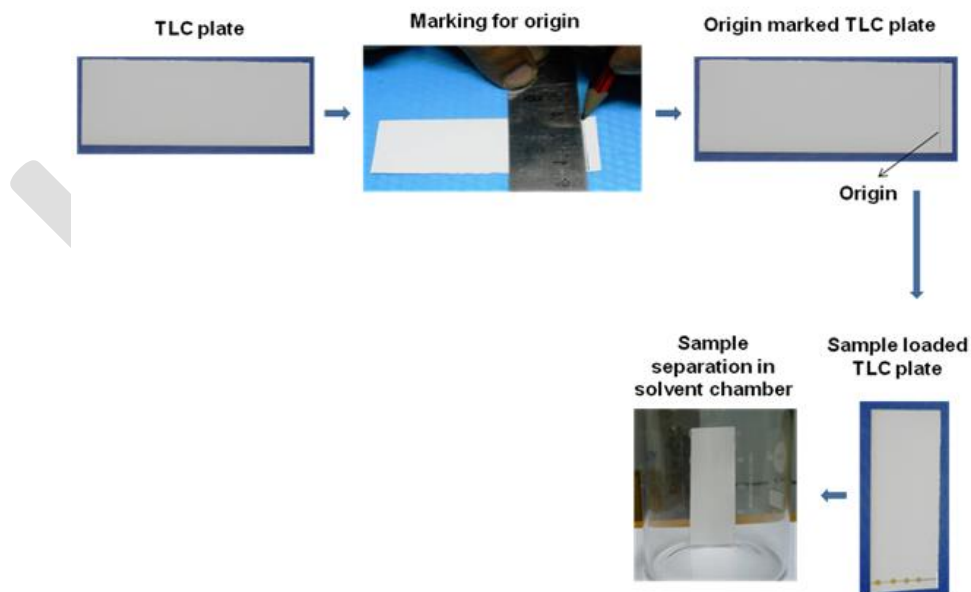 TLC plate
Marking for origin
Origin marked TLC plate
Origin
Sample
separation in
solvent chamber
Sample loaded
TLC plate